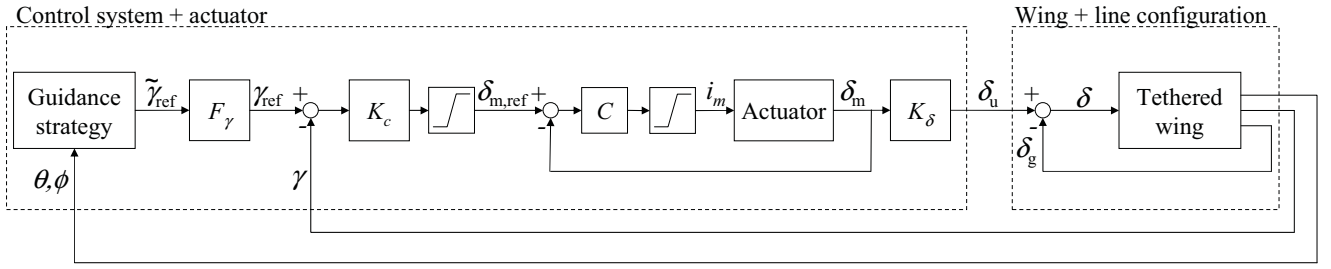 Control system + actuator
Wing + line configuration
Guidance
strategy
γ̃ref
Fγ
γref
+
-
Kc
δm,ref
+
-
C
im
Actuator
δm
Kδ
δu
+
-
δ
δg
Tethered
wing
θ,ϕ
γ